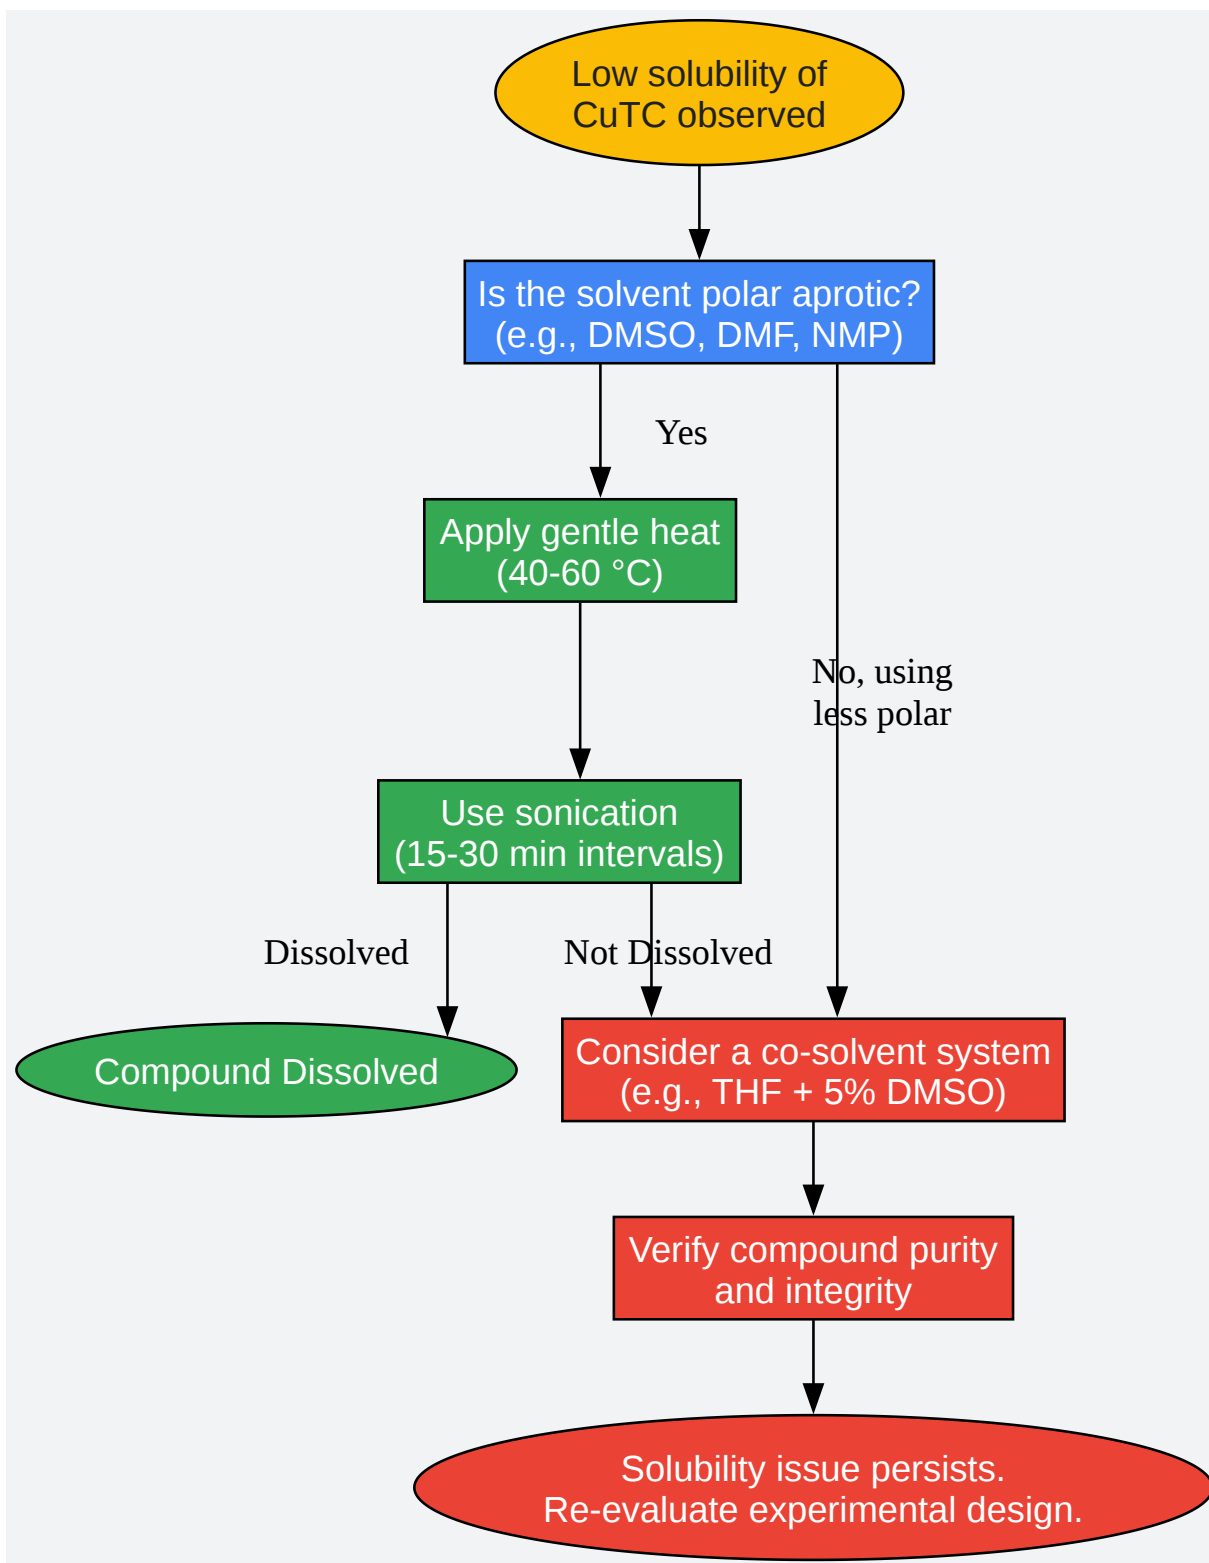 Low solubility of
CuTC observed
Is the solvent polar aprotic?
(e.g., DMSO, DMF, NMP)
Yes
Apply gentle heat
(40-60 °C)
No, using
less polar
Use sonication
(15-30 min intervals)
Dissolved
Not Dissolved
Compound Dissolved
Consider a co-solvent system
(e.g., THF + 5% DMSO)
Verify compound purity
and integrity
Solubility issue persists.
Re-evaluate experimental design.